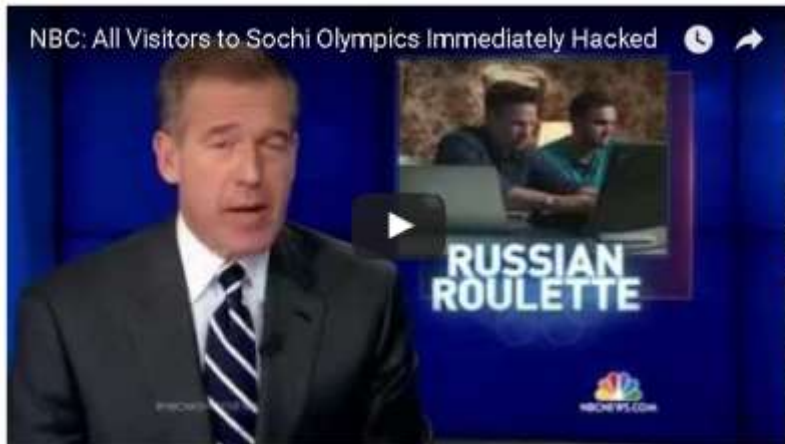 NBC: All Visitors to Sochi Olympics Immediately Hacked
RUSSIAN
ROULETTE
NBCNEWS.COM